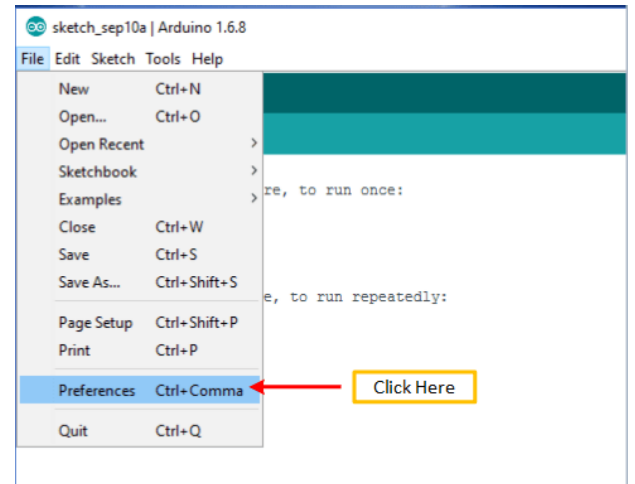 sketch_sep10a | Arduino 1.6.8
File Edit Sketch Tools Help
New Ctrl+N
Open... Ctrl+O
Open Recent >
Sketchbook >
Examples >
re, to run once:
Close Ctrl+W
Save Ctrl+S
Save As... Ctrl+Shift+S
e, to run repeatedly:
Page Setup Ctrl+Shift+P
Print Ctrl+P
Preferences Ctrl+Comma
Click Here
Quit Ctrl+Q